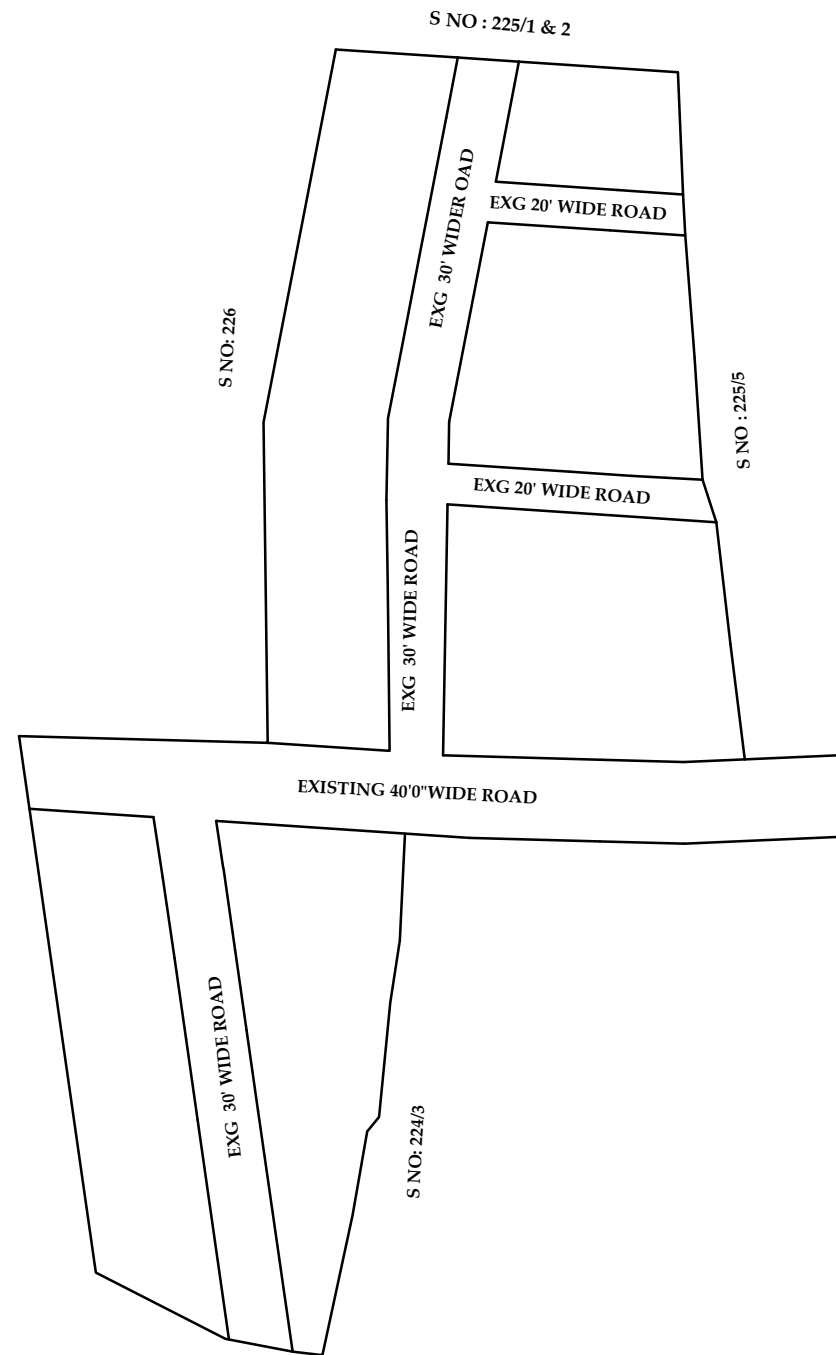 S NO : 225/1 & 2
EXG 30' WIDER OAD
EXG 20' WIDE ROAD
S NO: 226
S NO : 225/5
EXG 20' WIDE ROAD
EXG 30' WIDE ROAD
EXISTING 40'0"WIDE ROAD
EXG 30' WIDE ROAD
S NO: 224/3